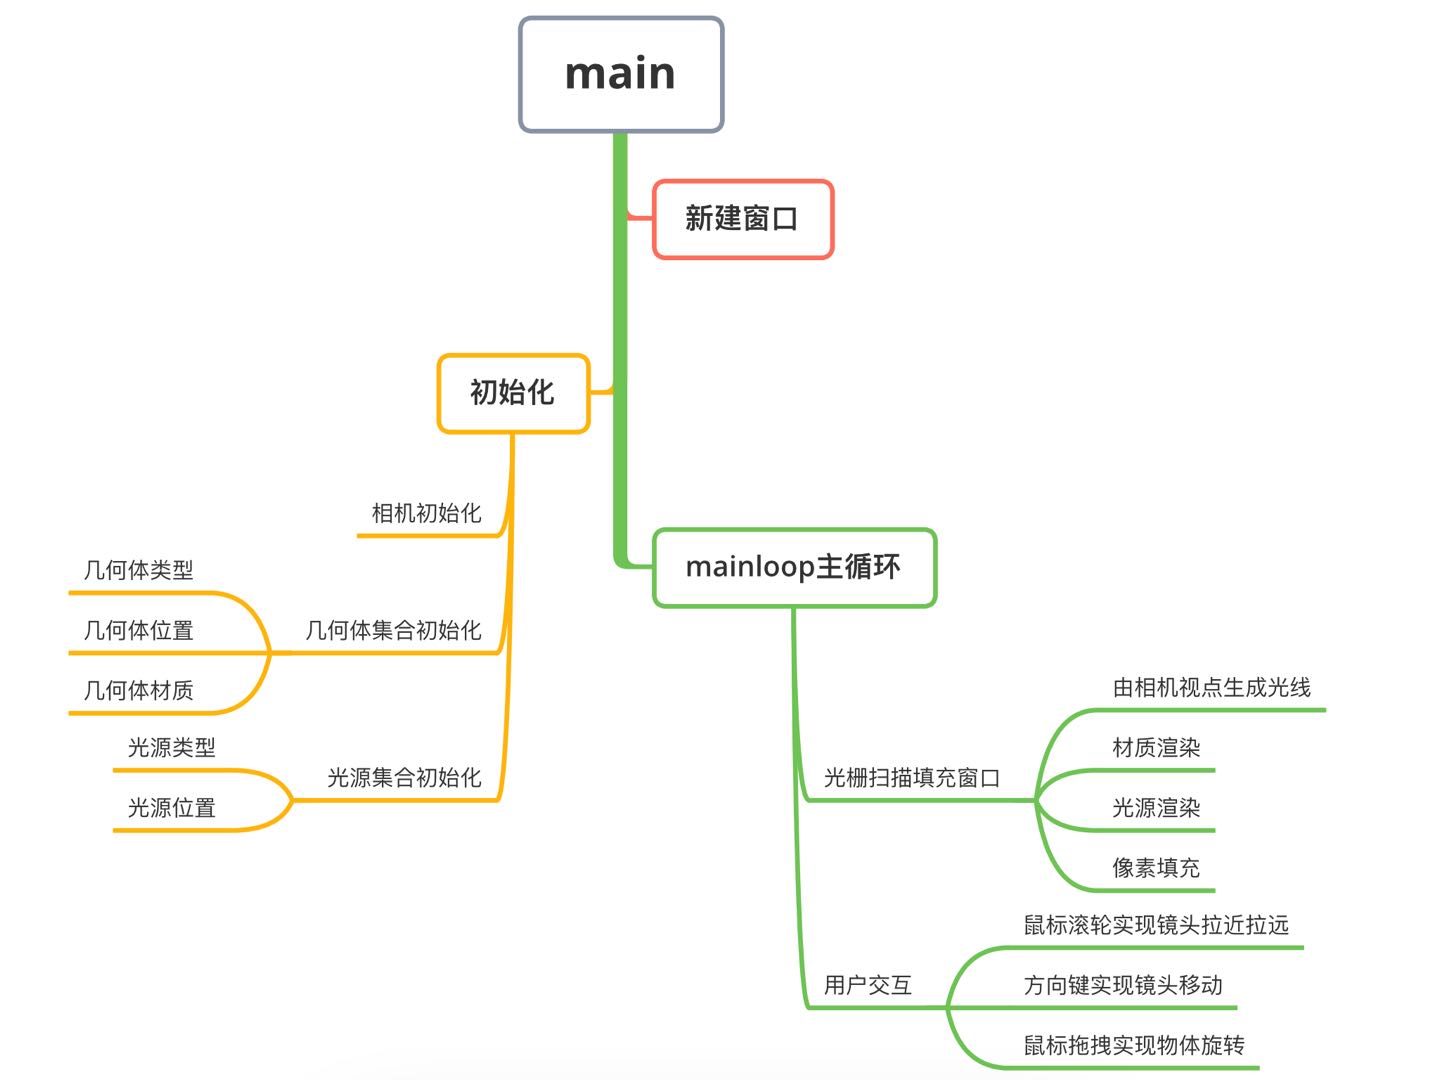 main
新建窗口
初始化
相机初始化
几何体集合初始化
几何体类型
几何体位置
几何体材质
光源集合初始化
光源类型
光源位置
mainloop主循环
光栅扫描填充窗口
由相机视点生成光线
材质渲染
光源渲染
像素填充
用户交互
鼠标滚轮实现镜头拉近拉远
方向键实现镜头移动
鼠标拖拽实现物体旋转